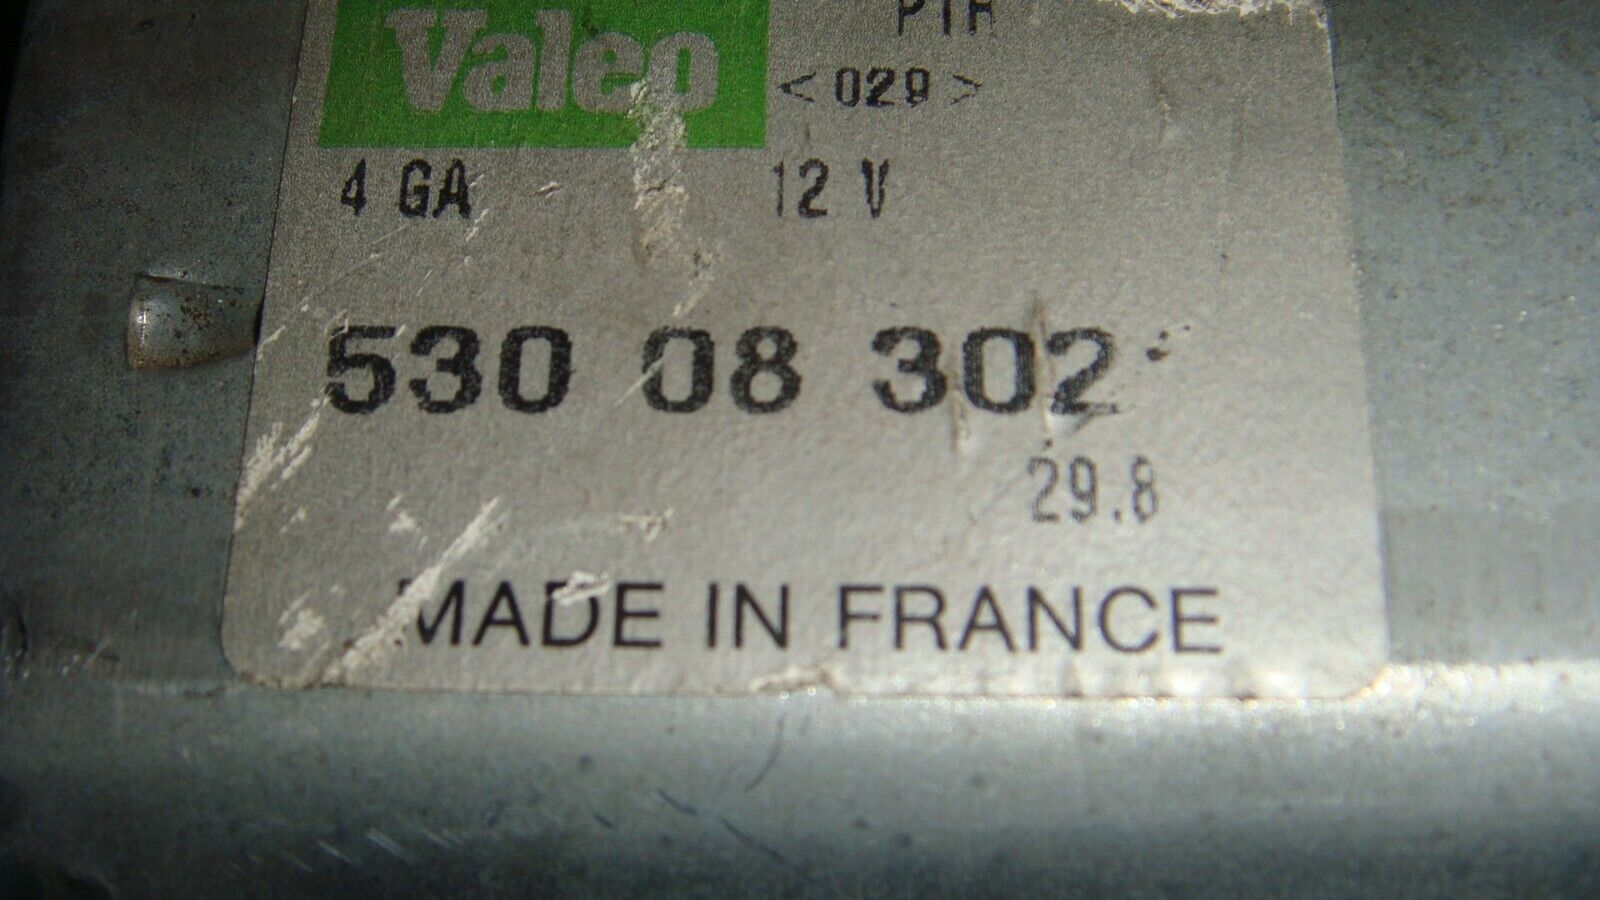 Valeo
<029>
4 GA 12 V
530 08 302
29.8
MADE IN FRANCE